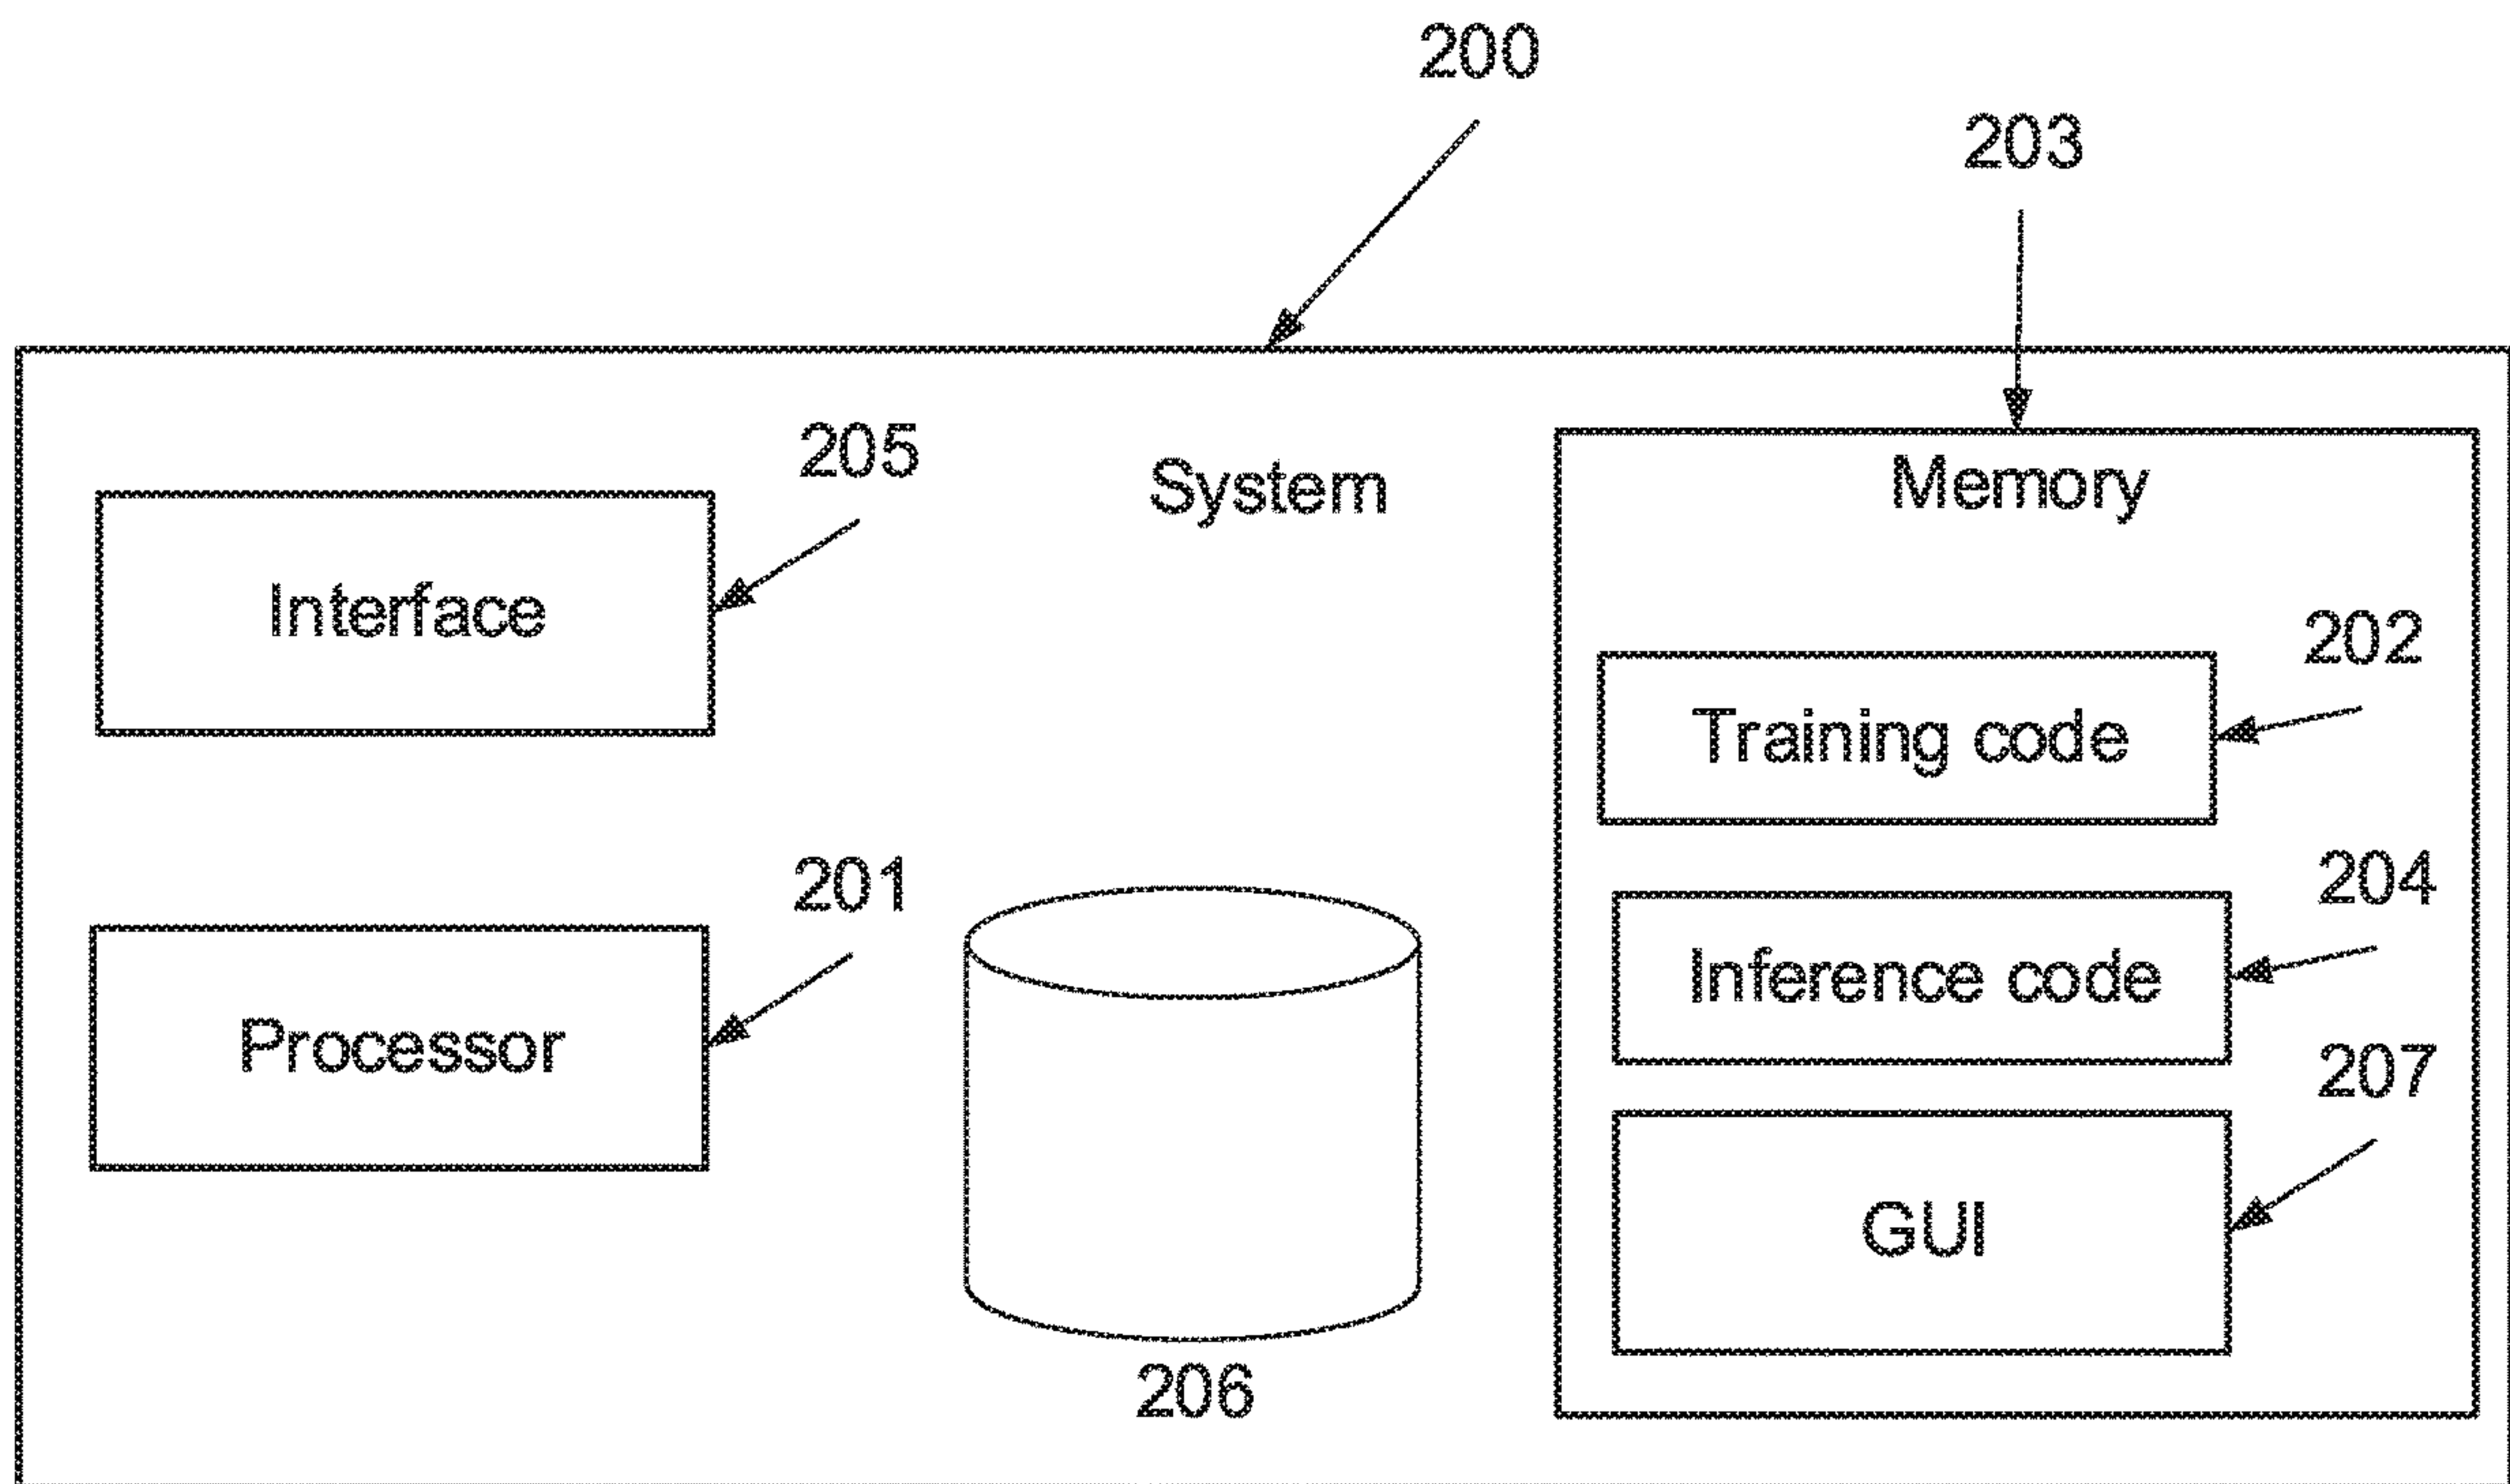 200
203
205
System
Memory
Interface
202
Training code
201
204
Inference code
Processor
207
GUI
206